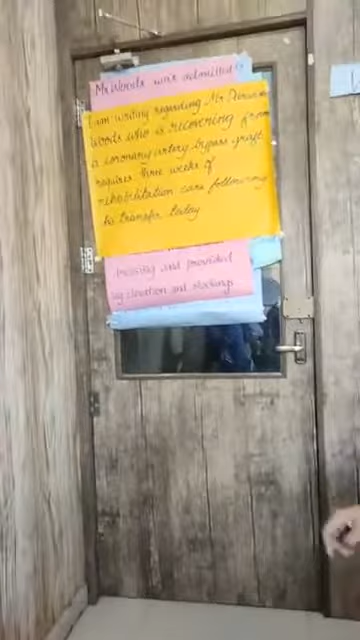 Mr. Woods was admitted
I am writing regarding Mr.
Woods who is recovering from
a coronary artery bypass graft
requires three weeks of
rehabilitation care following
his transfer today
dressing and provided
leg elevation and stockings